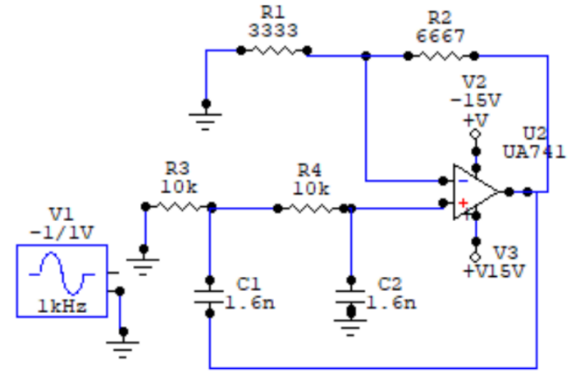 R1
3333
R2
6667
V2
-15V
+V
U2
UA741
R3
10k
R4
10k
V1
-1/1V
1kHz
C1
1.6n
C2
1.6n
V3
+V15V